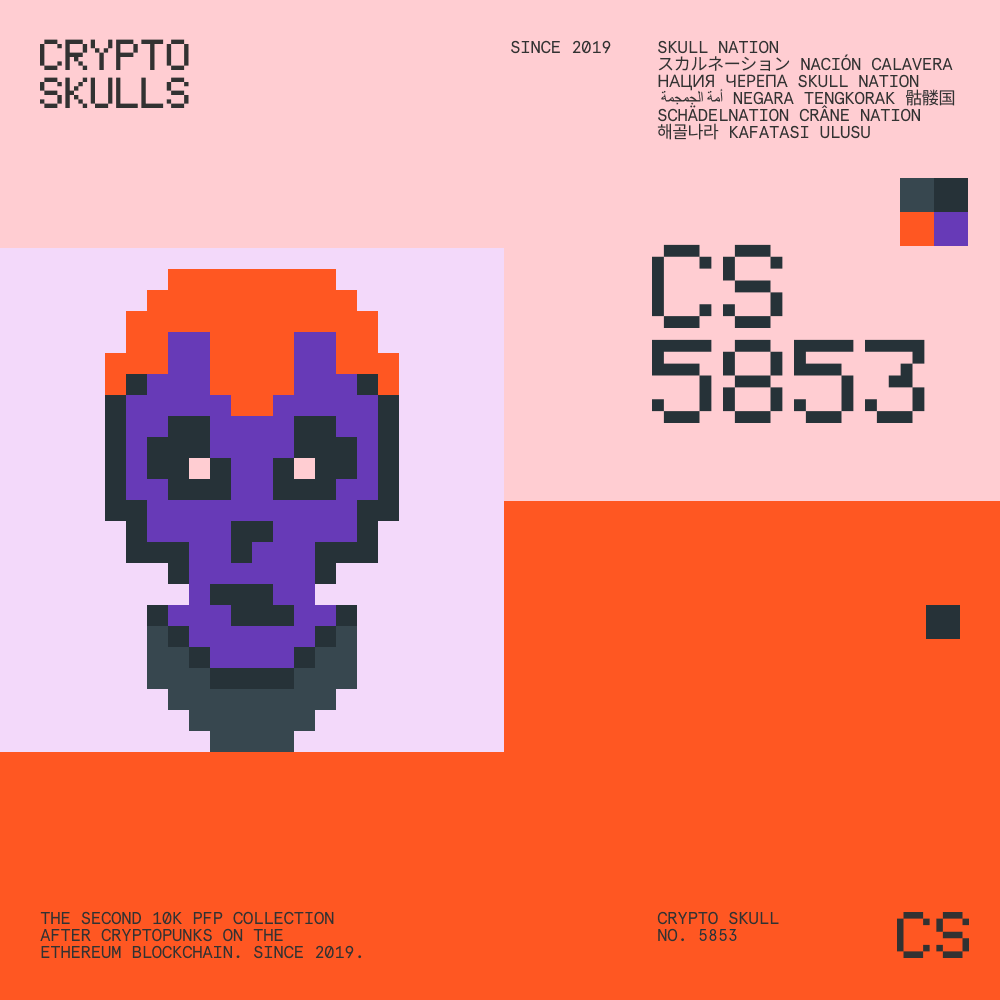 CRYPTO
SKULLS
SINCE 2019
SKULL NATION
スカルネーション NACIÓN CALAVERA
НАЦИЯ ЧЕРЕПА SKULL NATION
أمة الجمجمة NEGARA TENGKORAK 骷髅国
SCHÄDELNATION CRÂNE NATION
해골나라 KAFATASI ULUSU
CS
5853
THE SECOND 10K PFP COLLECTION
AFTER CRYPTOPUNKS ON THE
ETHEREUM BLOCKCHAIN. SINCE 2019.
CRYPTO SKULL
NO. 5853
CS